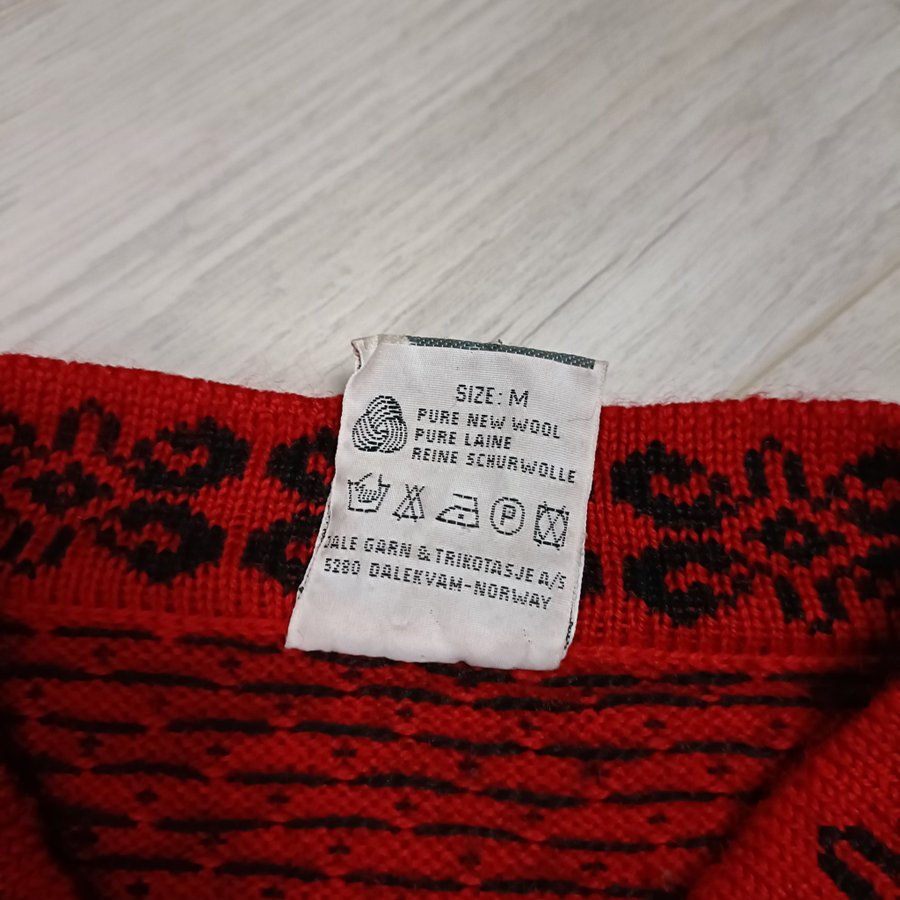 SIZE: M
PURE NEW WOOL
PURE LAINE
REINE SCHURWOLLE
P
DALE GARN & TRIKOTASJE A/S
5280 DALEKVAM-NORWAY